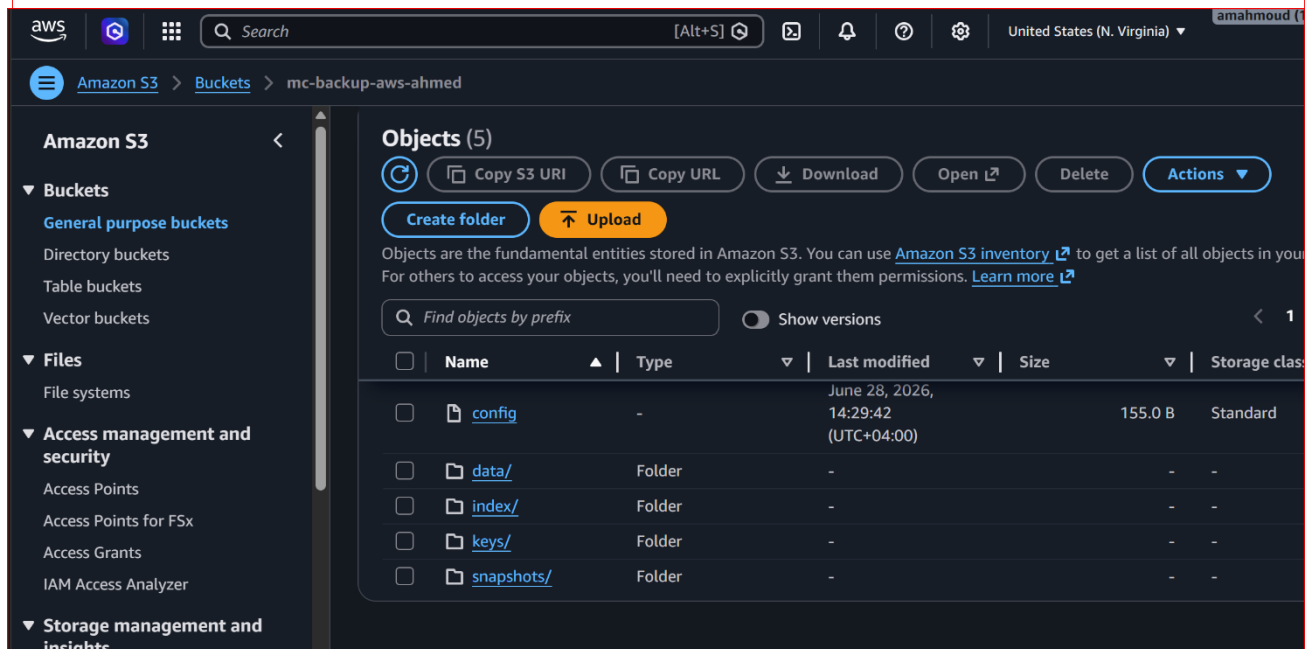 aws
Search [Alt+S]
United States (N. Virginia) ▼
amahmoud (1
Amazon S3 > Buckets > mc-backup-aws-ahmed
Amazon S3
Buckets
General purpose buckets
Directory buckets
Table buckets
Vector buckets
Files
File systems
Access management and
security
Access Points
Access Points for FSx
Access Grants
IAM Access Analyzer
Storage management and
insights
Objects (5)
Copy S3 URI Copy URL Download Open Delete Actions ▼
Create folder Upload
Objects are the fundamental entities stored in Amazon S3. You can use Amazon S3 inventory to get a list of all objects in your
For others to access your objects, you'll need to explicitly grant them permissions. Learn more
Find objects by prefix Show versions < 1
Name Type Last modified Size Storage clas
June 28, 2026,
config - 14:29:42 155.0 B Standard
(UTC+04:00)
data/ Folder - - -
index/ Folder - - -
keys/ Folder - - -
snapshots/ Folder - - -